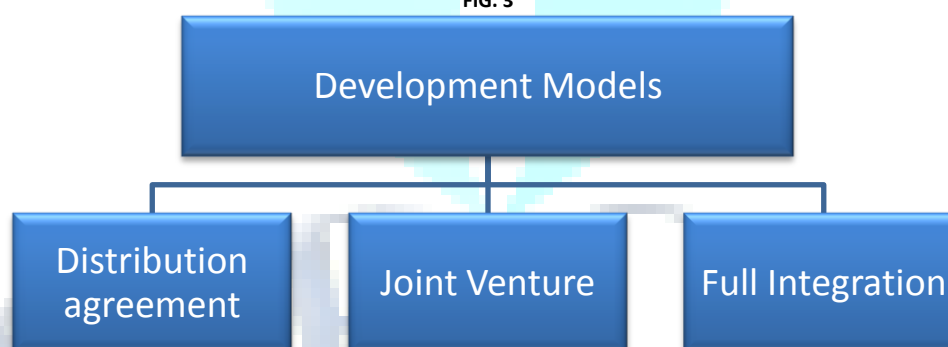 FIG. 3
Development Models
Distribution
agreement
Joint Venture
Full Integration